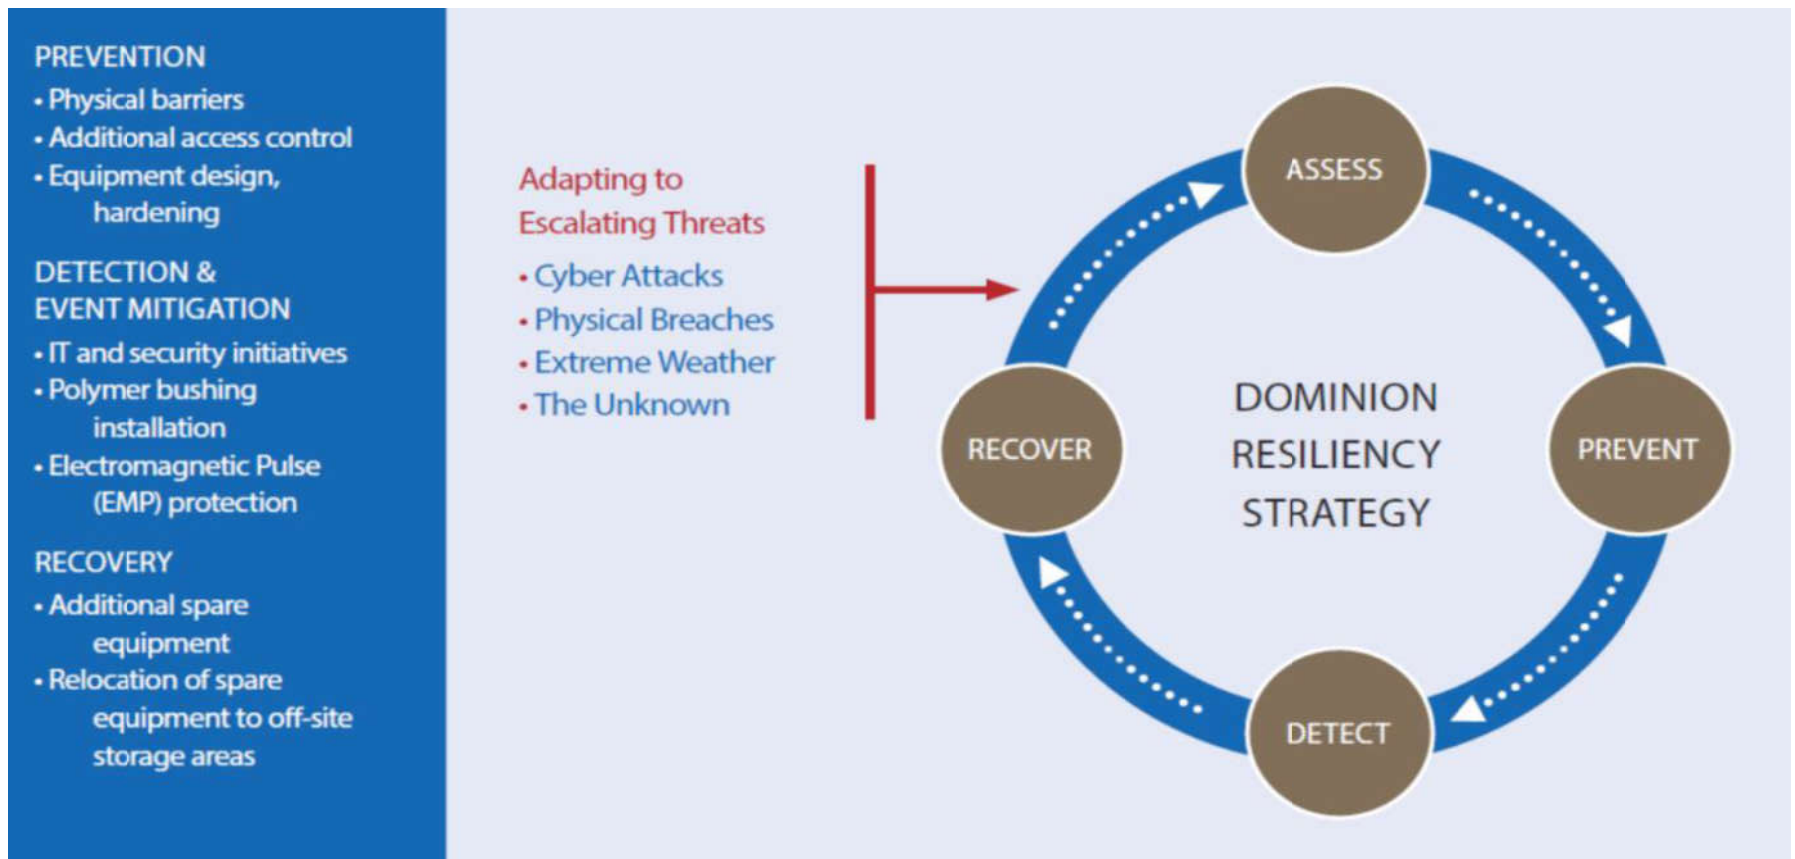 PREVENTION
• Physical barriers
• Additional access control
• Equipment design,
hardening
DETECTION &
EVENT MITIGATION
• IT and security initiatives
• Polymer bushing
installation
• Electromagnetic Pulse
(EMP) protection
RECOVERY
• Additional spare
equipment
• Relocation of spare
equipment to off-site
storage areas
Adapting to
Escalating Threats
• Cyber Attacks
• Physical Breaches
• Extreme Weather
• The Unknown
ASSESS
RECOVER
DOMINION
RESILIENCY
STRATEGY
PREVENT
DETECT